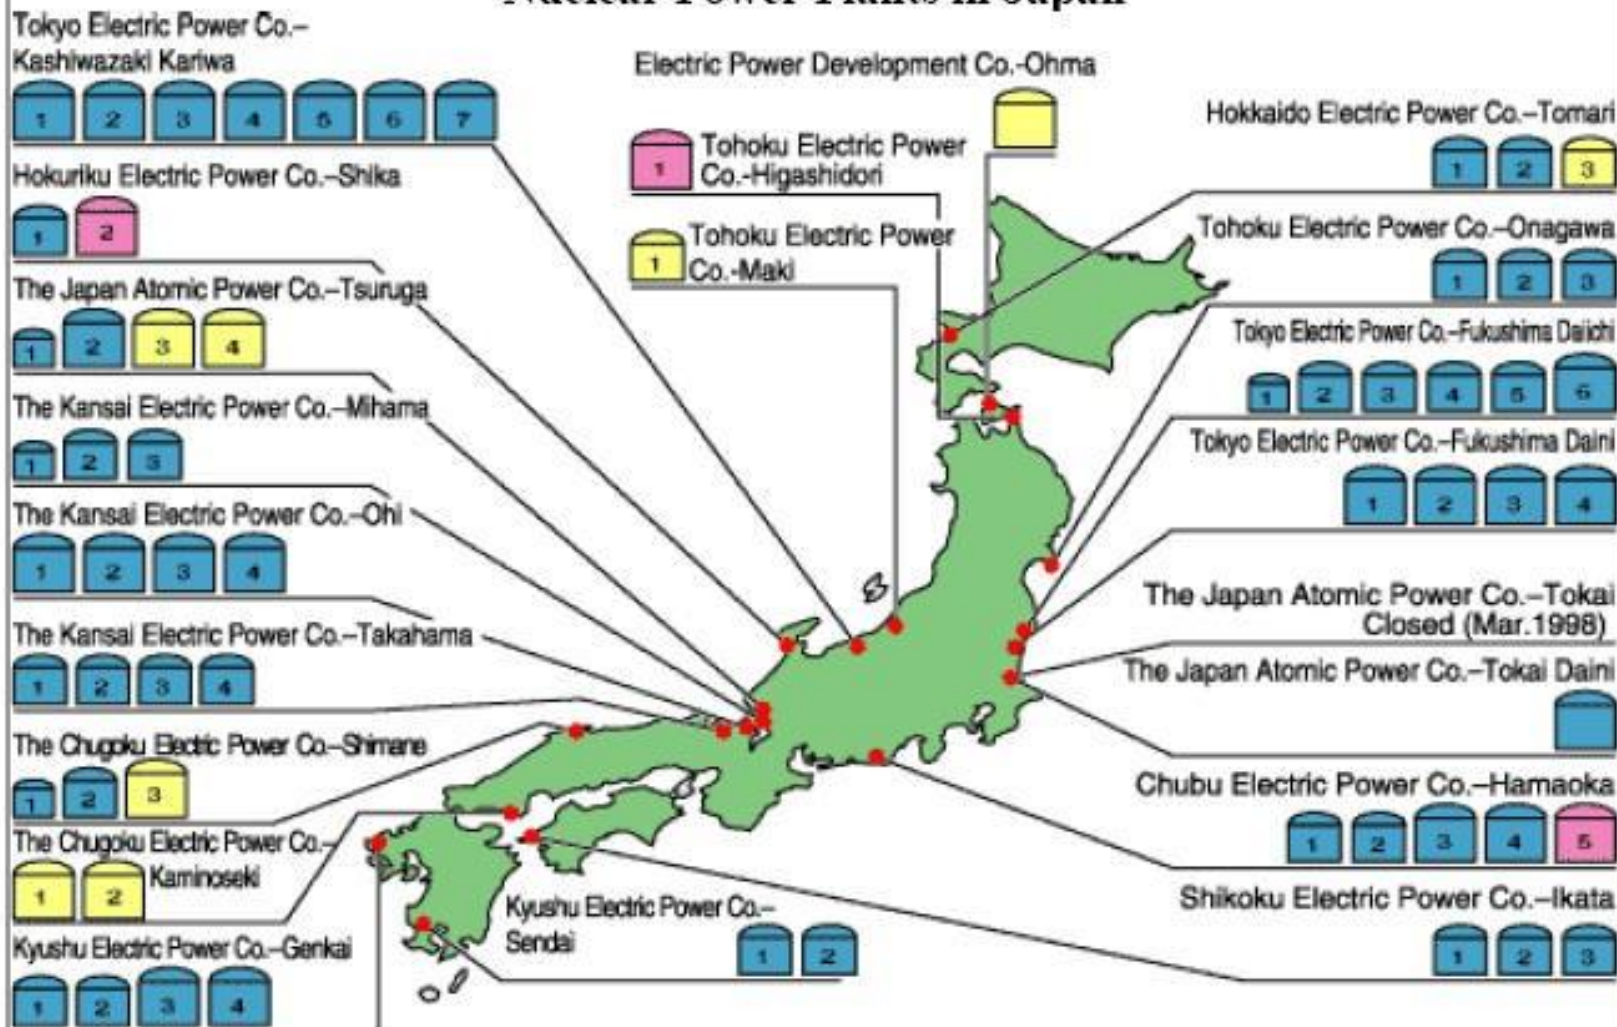 Nuclear Power Plants in Japan
Tokyo Electric Power Co.–
Kashiwazaki Kariwa
1 2 3 4 5 6 7
Hokuriku Electric Power Co.–Shika
1 2
The Japan Atomic Power Co.–Tsuruga
1 2 3 4
The Kansai Electric Power Co.–Mihama
1 2 3
The Kansai Electric Power Co.–Ohi
1 2 3 4
The Kansai Electric Power Co.–Takahama
1 2 3 4
The Chugoku Electric Power Co.–Shimane
1 2 3
The Chugoku Electric Power Co.–
Kaminoseki
1 2
Kyushu Electric Power Co.–Genkai
1 2 3 4
Electric Power Development Co.-Ohma
Tohoku Electric Power
Co.-Higashidori
1
Tohoku Electric Power
Co.-Maki
1
Kyushu Electric Power Co.–
Sendai
1 2
Hokkaido Electric Power Co.–Tomari
1 2 3
Tohoku Electric Power Co.–Onagawa
1 2 3
Tokyo Electric Power Co.–Fukushima Daiichi
1 2 3 4 5 6
Tokyo Electric Power Co.–Fukushima Daini
1 2 3 4
The Japan Atomic Power Co.–Tokai
Closed (Mar.1998)
The Japan Atomic Power Co.–Tokai Daini
Chubu Electric Power Co.–Hamaoka
1 2 3 4 5
Shikoku Electric Power Co.–Ikata
1 2 3